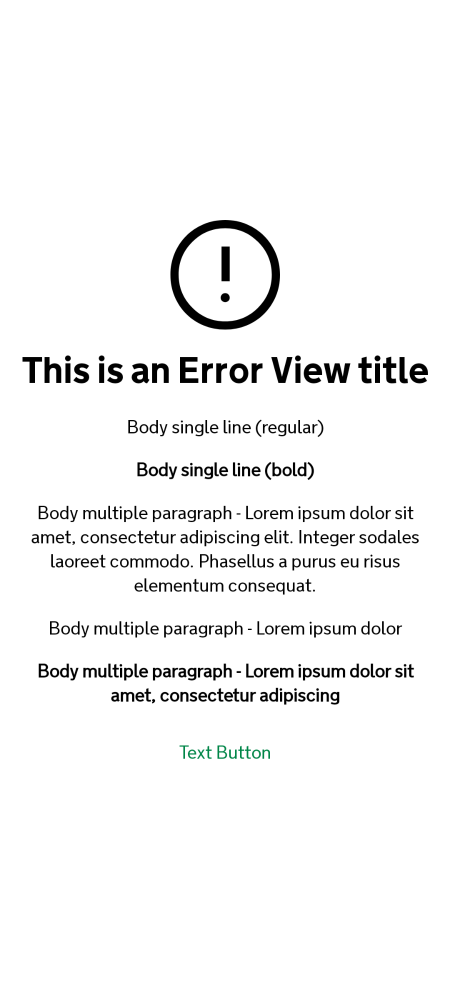 This is an Error View title
Body single line (regular)
Body single line (bold)
Body multiple paragraph - Lorem ipsum dolor sit
amet, consectetur adipiscing elit. Integer sodales
laoreet commodo. Phasellus a purus eu risus
elementum consequat.
Body multiple paragraph - Lorem ipsum dolor
Body multiple paragraph - Lorem ipsum dolor sit
amet, consectetur adipiscing
Text Button